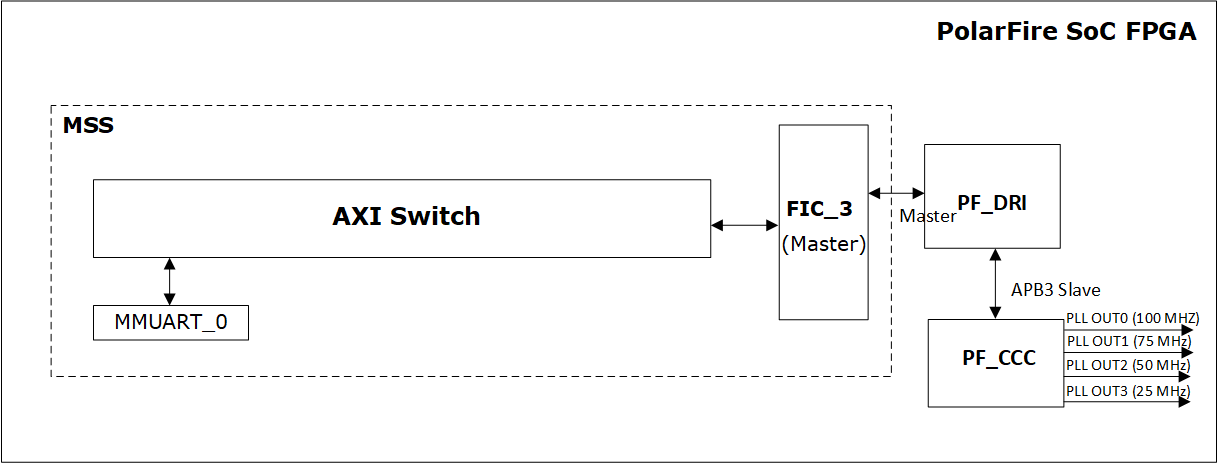 PolarFire SoC FPGA
MSS
AXI Switch
FIC_3
(Master)
Master
PF_DRI
MMUART_0
APB3 Slave
PF_CCC
PLL OUT0 (100 MHZ)
PLL OUT1 (75 MHz)
PLL OUT2 (50 MHz)
PLL OUT3 (25 MHz)